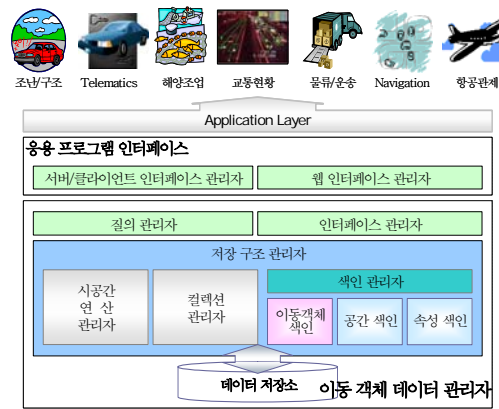 조난/구조 Telematics 해양조업 교통현황 물류/운송 Navigation 항공관제
Application Layer
응용 프로그램 인터페이스
서버/클라이언트 인터페이스 관리자 웹 인터페이스 관리자
질의 관리자 인터페이스 관리자
저장 구조 관리자
시공간
연 산
관리자
컬렉션
관리자
색인 관리자
이동객체
색인
공간 색인 속성 색인
데이터 저장소
이동 객체 데이터 관리자